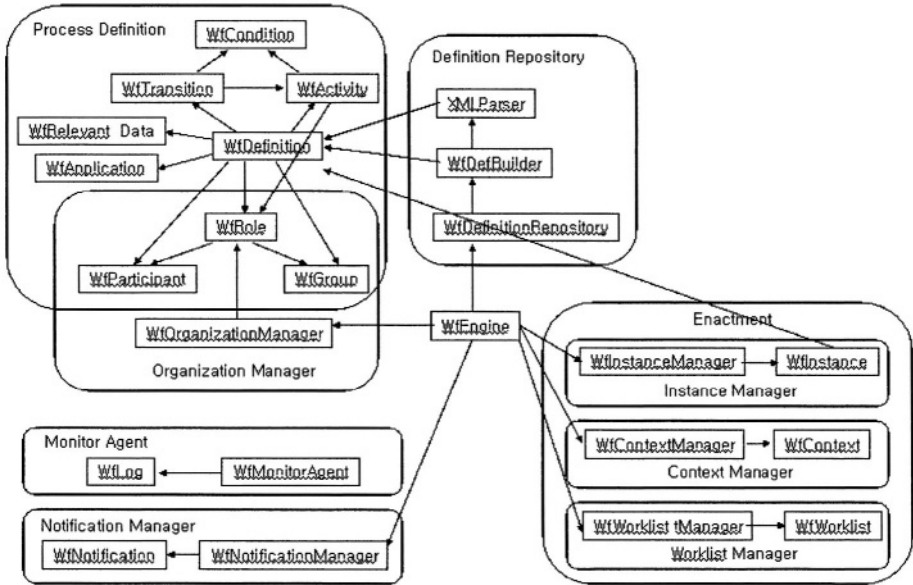 Process Definition
WfCondition
WfTransition
WfActivity
WfRelevant Data
WfDefinition
WfApplication
WfRole
WfParticipant
WfGroup
WfOrganizationManager
Organization Manager
Definition Repository
XMLParser
WfDefBuilder
WfDefinitionRepository
WfEngine
Enactment
WfInstanceManager
WfInstance
Instance Manager
WfContextManager
WfContext
Context Manager
WfWorklist tManager
WfWorklist
Worklist Manager
Monitor Agent
WfLog
WfMonitorAgent
Notification Manager
WfNotification
WfNotificationManager